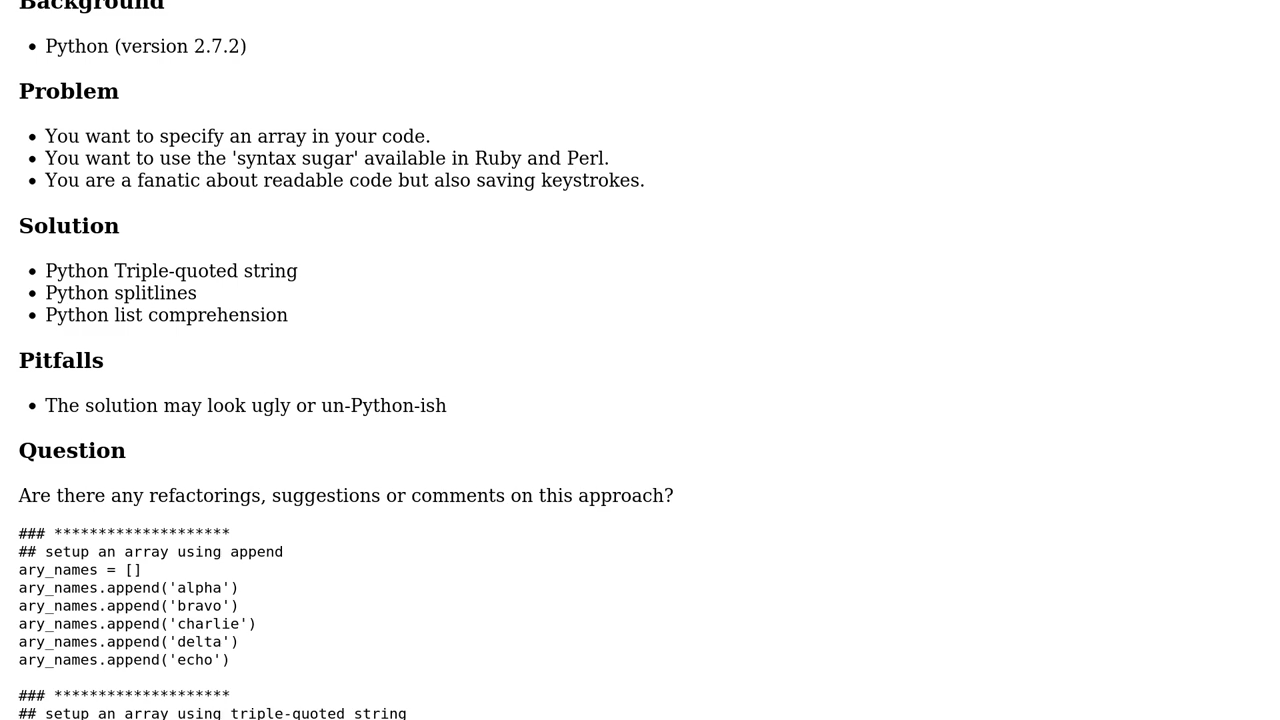 Background
Python (version 2.7.2)
Problem
You want to specify an array in your code.
You want to use the 'syntax sugar' available in Ruby and Perl.
You are a fanatic about readable code but also saving keystrokes.
Solution
Python Triple-quoted string
Python splitlines
Python list comprehension
Pitfalls
The solution may look ugly or un-Python-ish
Question
Are there any refactorings, suggestions or comments on this approach?
### ********************
## setup an array using append
ary_names = []
ary_names.append('alpha')
ary_names.append('bravo')
ary_names.append('charlie')
ary_names.append('delta')
ary_names.append('echo')
### ********************
## setup an array using triple-quoted string